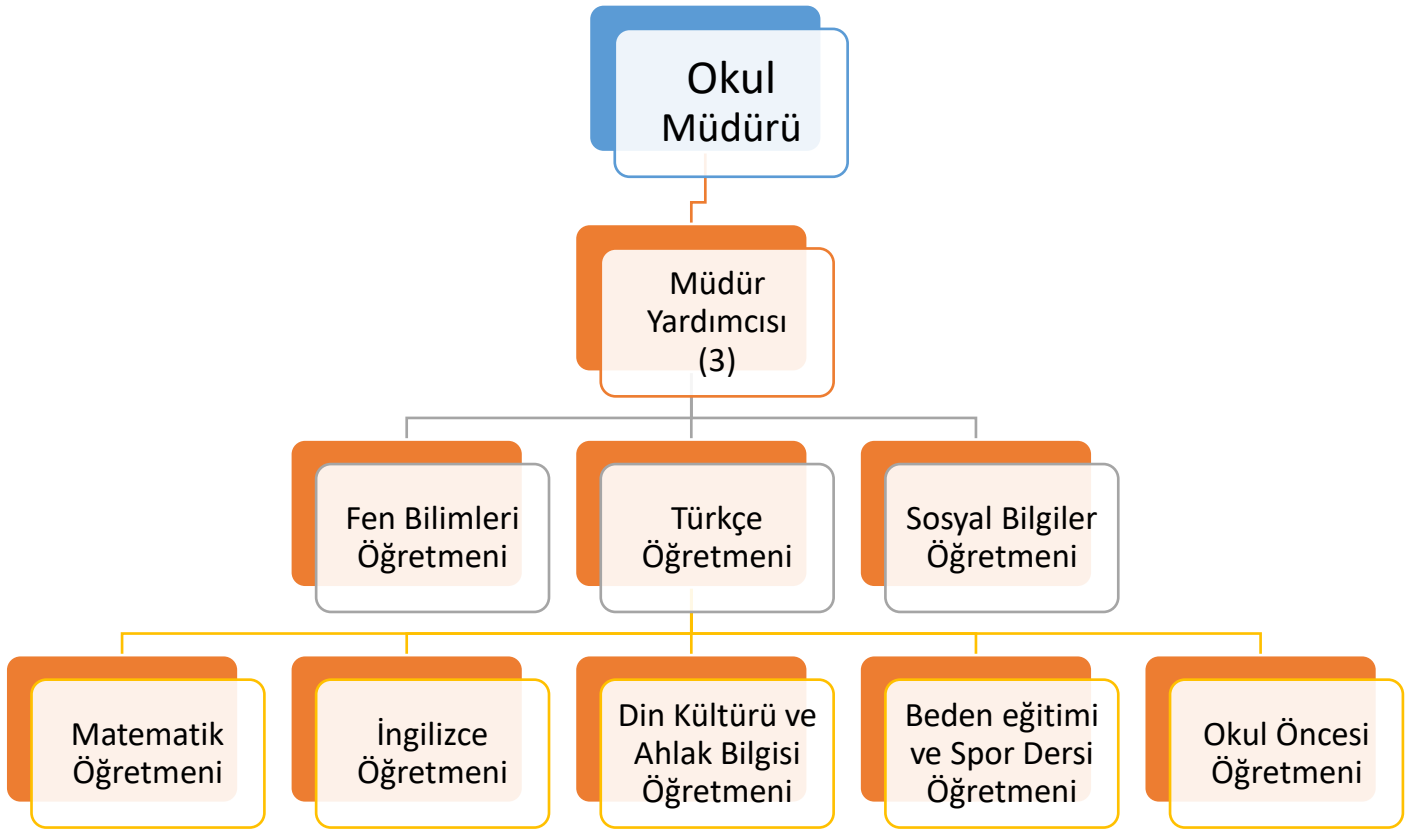 Okul
Müdürü
Müdür
Yardımcısı
(3)
Fen Bilimleri
Öğretmeni
Türkçe
Öğretmeni
Sosyal Bilgiler
Öğretmeni
Matematik
Öğretmeni
İngilizce
Öğretmeni
Din Kültürü ve
Ahlak Bilgisi
Öğretmeni
Beden eğitimi
ve Spor Dersi
Öğretmeni
Okul Öncesi
Öğretmeni